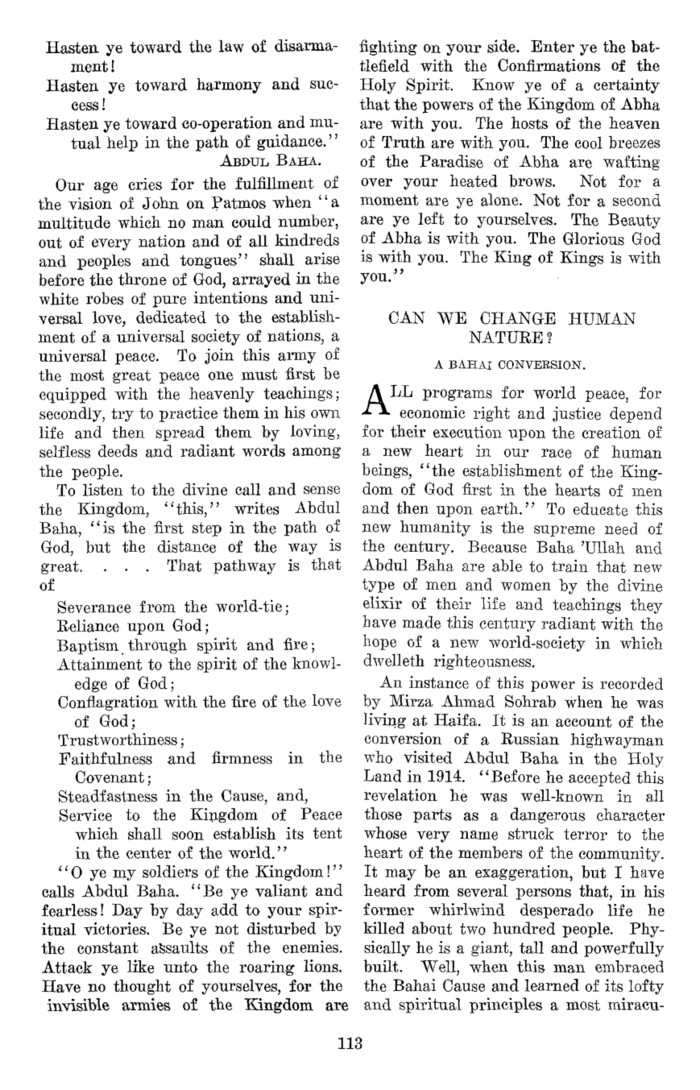 Hasten ye toward the law of disarma-
ment!
Hasten ye toward harmony and suc-
cess!
Hasten ye toward co-operation and mu-
tual help in the path of guidance.''
ABDUL BAHA.
Our age cries for the fulfillment of
the vision of John on Patmos when ``a
multitude which no man could number,
out of every nation and of all kindreds
and peoples and tongues'' shall arise
before the throne of God, arrayed in the
white robes of pure intentions and uni-
versal love, dedicated to the establish-
ment of a universal society of nations, a
universal peace. To join this army of
the most great peace one must first be
equipped with the heavenly teachings;
secondly, try to practice them in his own
life and then spread them by loving,
selfless deeds and radiant words among
the people.
To listen to the divine call and sense
the Kingdom, ``this,'' writes Abdul
Baha, ``is the first step in the path of
God, but the distance of the way is
great. . . . That pathway is that
of
Severance from the world-tie;
Reliance upon God;
Baptism through spirit and fire;
Attainment to the spirit of the knowl-
edge of God;
Conflagration with the fire of the love
of God;
Trustworthiness;
Faithfulness and firmness in the
Covenant;
Steadfastness in the Cause, and,
Service to the Kingdom of Peace
which shall soon establish its tent
in the center of the world.''
``O ye my soldiers of the Kingdom!''
calls Abdul Baha. ``Be ye valiant and
fearless! Day by day add to your spir-
itual victories. Be ye not disturbed by
the constant assaults of the enemies.
Attack ye like unto the roaring lions.
Have no thought of yourselves, for the
invisible armies of the Kingdom are
fighting on your side. Enter ye the bat-
tlefield with the Confirmations of the
Holy Spirit. Know ye of a certainty
that the powers of the Kingdom of Abha
are with you. The hosts of the heaven
of Truth are with you. The cool breezes
of the Paradise of Abha are wafting
over your heated brows. Not for a
moment are ye alone. Not for a second
are ye left to yourselves. The Beauty
of Abha is with you. The Glorious God
is with you. The King of Kings is with
you.''
CAN WE CHANGE HUMAN
NATURE?
A BAHAI CONVERSION.
ALL programs for world peace, for
economic right and justice depend
for their execution upon the creation of
a new heart in our race of human
beings, ``the establishment of the King-
dom of God first in the hearts of men
and then upon earth.'' To educate this
new humanity is the supreme need of
the century. Because Baha 'Ullah and
Abdul Baha are able to train that new
type of men and women by the divine
elixir of their life and teachings they
have made this century radiant with the
hope of a new world-society in which
dwelleth righteousness.
An instance of this power is recorded
by Mirza Ahmad Sohrab when he was
living at Haifa. It is an account of the
conversion of a Russian highwayman
who visited Abdul Baha in the Holy
Land in 1914. ``Before he accepted this
revelation he was well-known in all
those parts as a dangerous character
whose very name struck terror to the
heart of the members of the community.
It may be an exaggeration, but I have
heard from several persons that, in his
former whirlwind desperado life he
killed about two hundred people. Phy-
sically he is a giant, tall and powerfully
built. Well, when this man embraced
the Bahai Cause and learned of its lofty
and spiritual principles a most miracu-
113